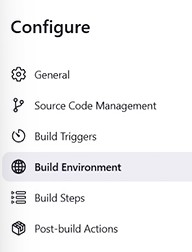 Configure
General
Source Code Management
Build Triggers
Build Environment
Build Steps
Post-build Actions